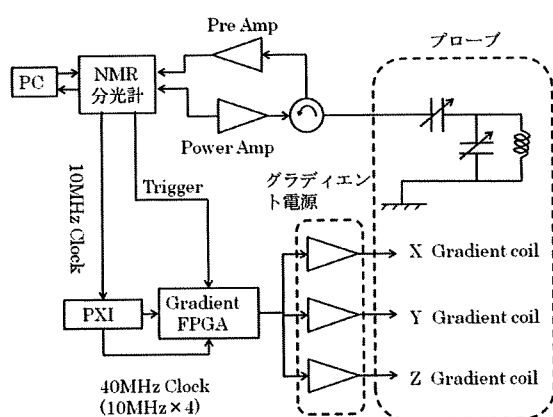 Pre Amp
プローブ
PC
NMR
分光計
Power Amp
グラディエン
ト電源
10MHz Clock
Trigger
X Gradient coil
PXI
Gradient
FPGA
Y Gradient coil
Z Gradient coil
40MHz Clock
(10MHz×4)